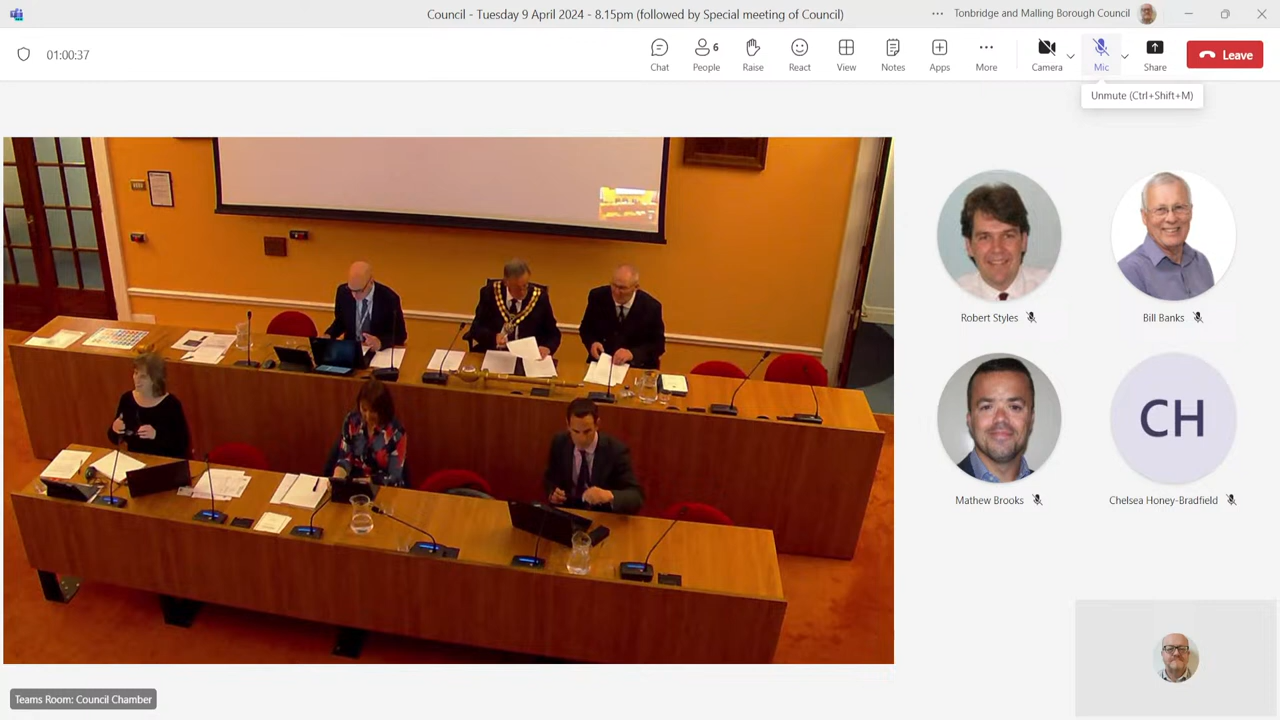 Council - Tuesday 9 April 2024 - 8.15pm (followed by Special meeting of Council)
Tonbridge and Malling Borough Council
01:00:37
Chat
People
6
Raise
React
View
Notes
Apps
More
Camera
Mic
Share
Leave
Unmute (Ctrl+Shift+M)
Robert Styles
Bill Banks
Mathew Brooks
CH
Chelsea Honey-Bradfield
Teams Room: Council Chamber